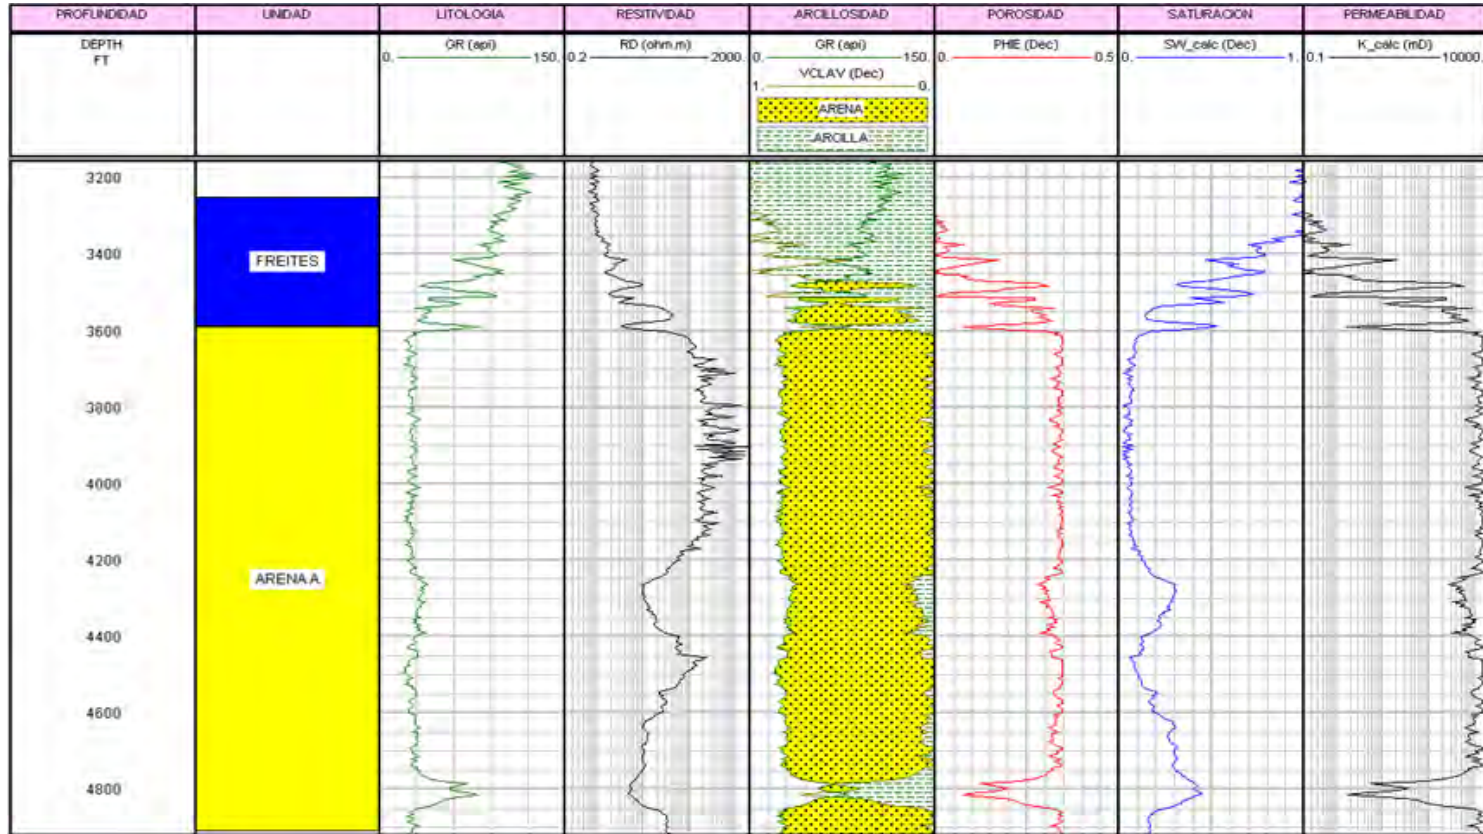 PROFUNDIDAD UNIDAD LITOLOGIA RESITIVIDAD ARCILLOSIDAD POROSIDAD SATURACION PERMEABILIDAD
DEPTH GR (api) RD (ohm.m) GR (api) PHIE (Dec) SW_calc (Dec) K_calc (mD)
FT 0. 150. 0.2 2000. 0. 150. 0. 0.5 0. 1. 0.1 10000.
VCLAV (Dec)
1. 0.
ARENA
ARCILLA
3200
3400
FREITES
3600
3800
4000
4200
ARENA A
4400
4600
4800